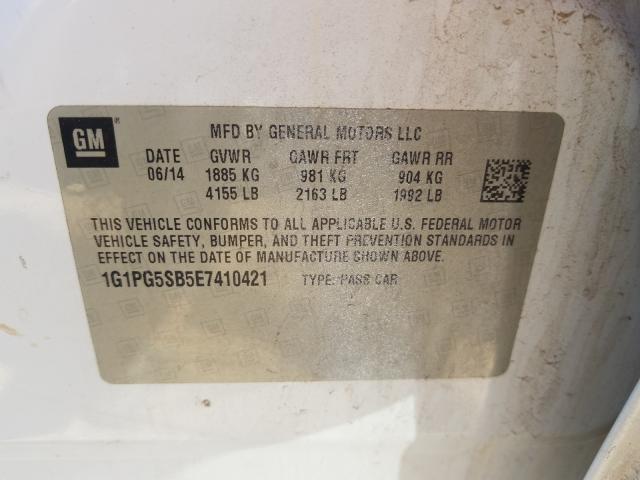 GM
MFD BY GENERAL MOTORS LLC
DATE GVWR GAWR FRT GAWR RR
06/14 1885 KG 981 KG 904 KG
4155 LB 2163 LB 1992 LB
THIS VEHICLE CONFORMS TO ALL APPLICABLE U.S. FEDERAL MOTOR
VEHICLE SAFETY, BUMPER, AND THEFT PREVENTION STANDARDS IN
EFFECT ON THE DATE OF MANUFACTURE SHOWN ABOVE.
1G1PG5SB5E7410421 TYPE: PASS CAR